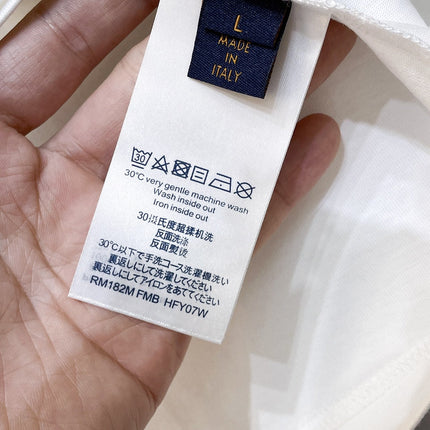 L
MADE
IN
ITALY
30
30°C very gentle machine wash
Wash inside out
Iron inside out
30摄氏度超揉机洗
反面洗涤
反面熨烫
30℃以下で手洗コース洗濯機洗い
裏返しにして洗濯してください
裏返しにしてアイロンをあててください
RM182M FMB HFY07W